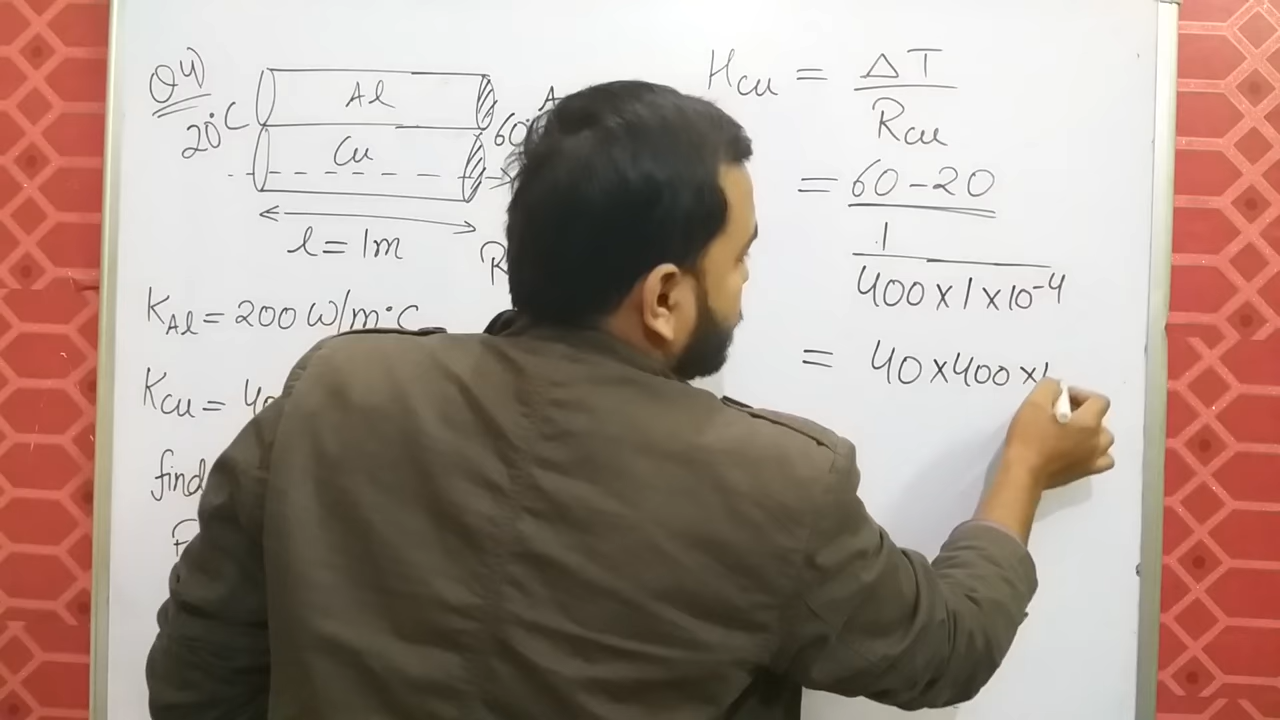 Q4)
20°C
Al
Cu
60°
l = 1m
K_Al = 200 W/m°C
K_Cu =
find
H_Cu = ΔT
R_Cu
= 60 - 20
1
400 × 1 × 10⁻⁴
= 40 × 400 ×